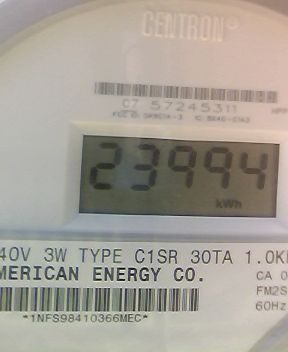 CENTRON®
C7 57245311
23994
kWh
40V 3W TYPE C1SR 30TA 1.0K
MERICAN ENERGY CO.
CA 0
FM2S
60Hz
*1NFS98410366MEC*